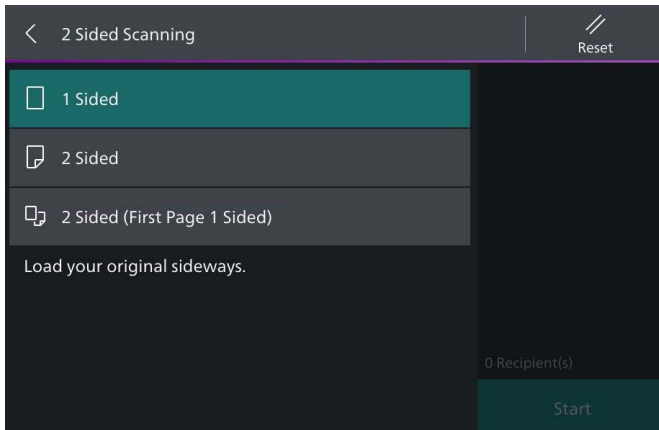 2 Sided Scanning
Reset
1 Sided
2 Sided
2 Sided (First Page 1 Sided)
Load your original sideways.
0 Recipient(s)
Start